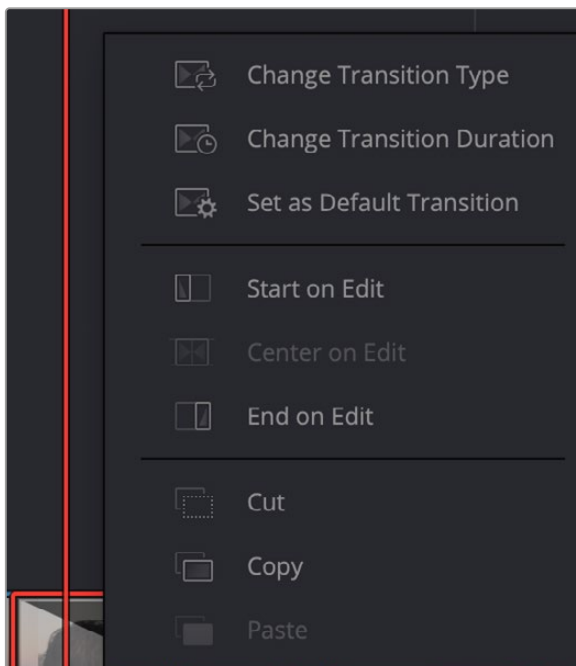 Change Transition Type
Change Transition Duration
Set as Default Transition
Start on Edit
Center on Edit
End on Edit
Cut
Copy
Paste